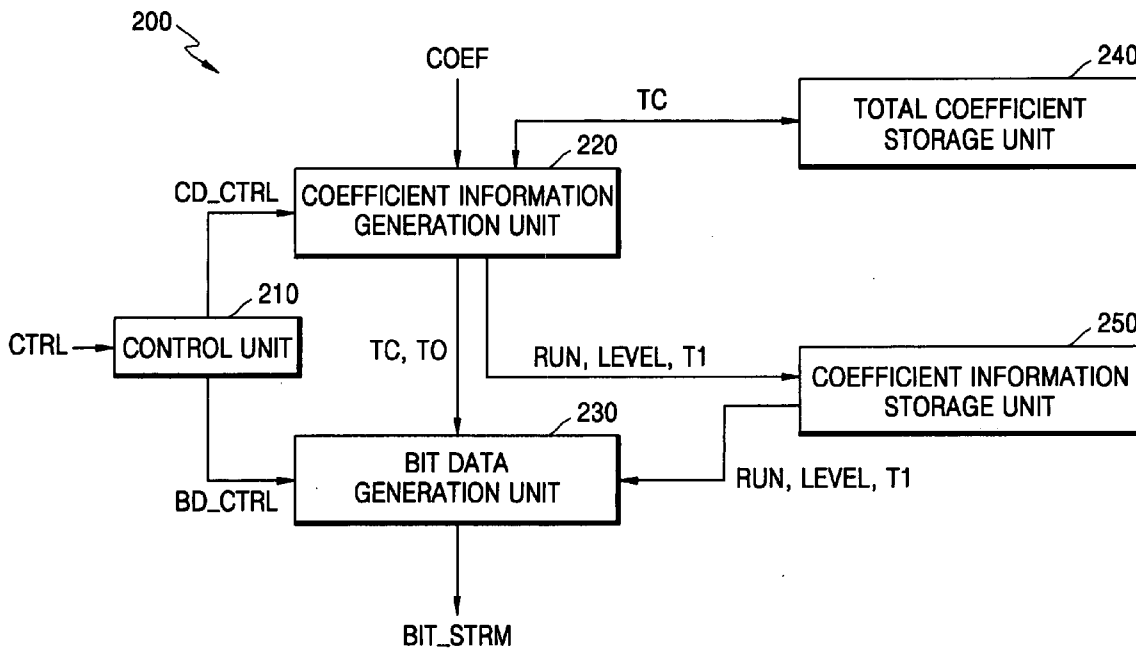 200
COEF
240
TC
TOTAL COEFFICIENT
STORAGE UNIT
220
CD_CTRL
COEFFICIENT INFORMATION
GENERATION UNIT
210
CTRL
CONTROL UNIT
TC, TO
RUN, LEVEL, T1
250
COEFFICIENT INFORMATION
STORAGE UNIT
230
BIT DATA
GENERATION UNIT
BD_CTRL
RUN, LEVEL, T1
BIT_STRM